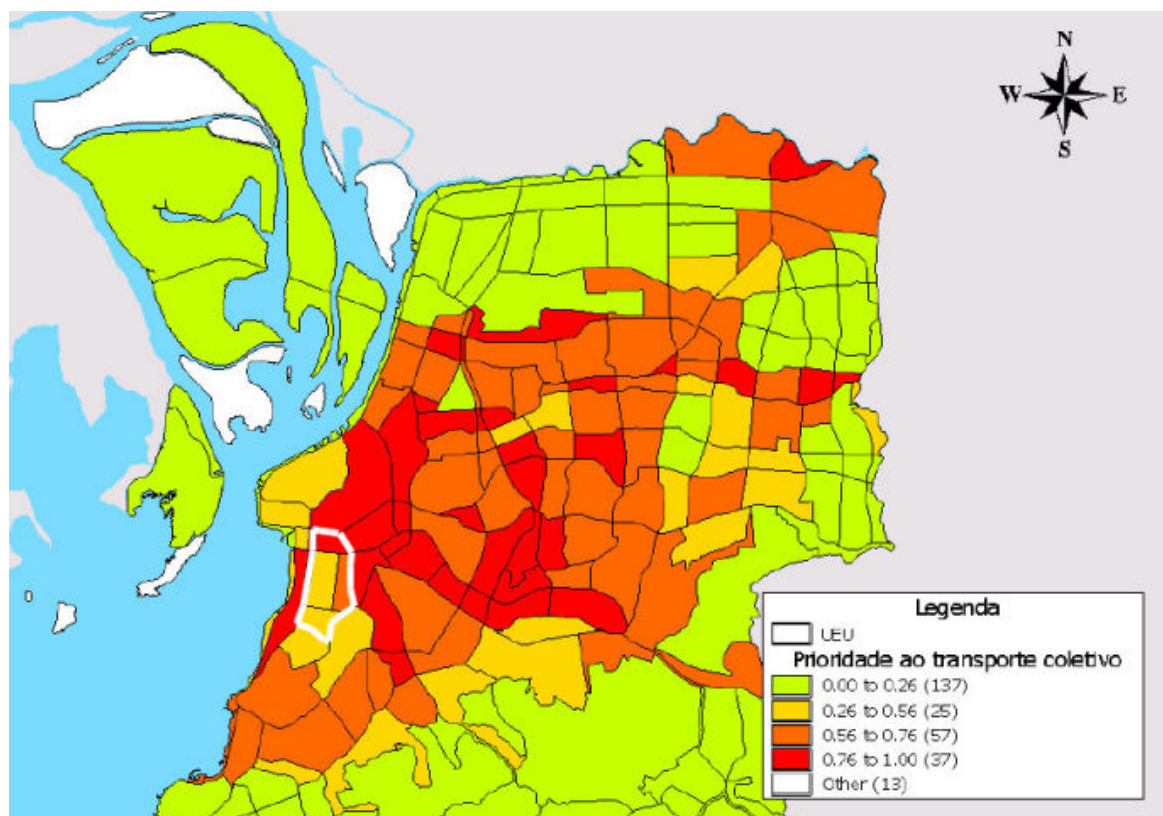 N
W E
S
Legenda
UEU
Prioridade ao transporte coletivo
0.00 to 0.26 (137)
0.26 to 0.56 (25)
0.56 to 0.76 (57)
0.76 to 1.00 (37)
Other (13)